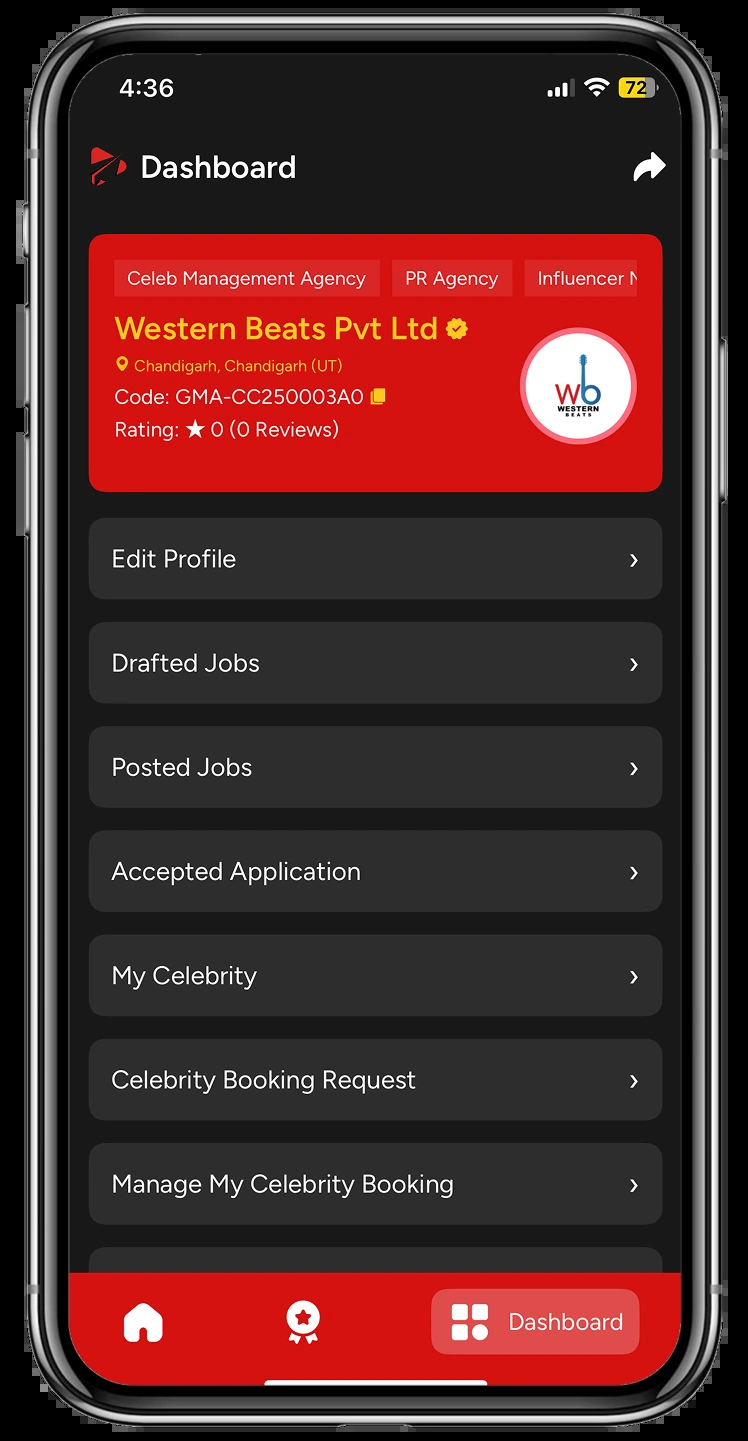 4:36
72
Dashboard
Celeb Management Agency PR Agency Influencer
Western Beats Pvt Ltd
Chandigarh, Chandigarh (UT)
Code: GMA-CC250003A0
Rating: ★ 0 (0 Reviews)
wb
WESTERN
BEATS
Edit Profile ›
Drafted Jobs ›
Posted Jobs ›
Accepted Application ›
My Celebrity ›
Celebrity Booking Request ›
Manage My Celebrity Booking ›
Dashboard